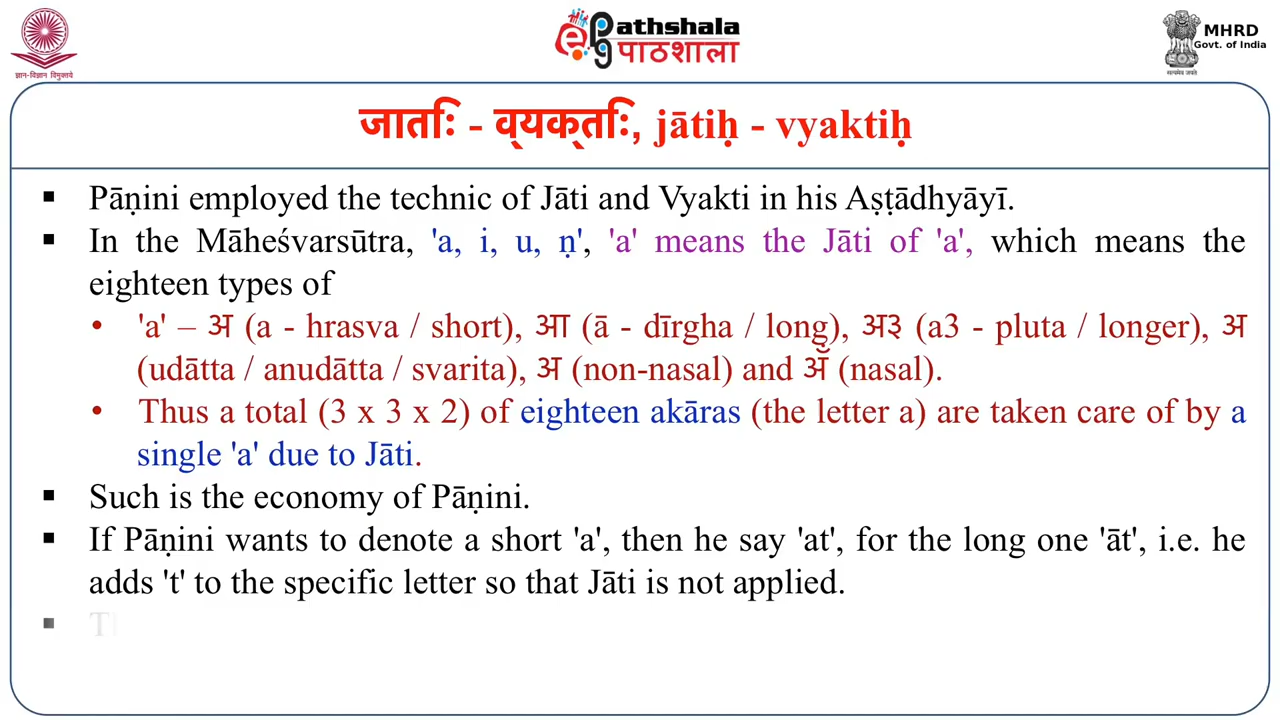 ज्ञान-विज्ञान विमुक्तये
epg Pathshala
पाठशाला
सत्यमेव जयते
MHRD
Govt. of India
जातिः - व्यक्तिः, jātiḥ - vyaktiḥ
▪ Pāṇini employed the technic of Jāti and Vyakti in his Aṣṭādhyāyī.
▪ In the Māheśvarsūtra, 'a, i, u, ṇ', 'a' means the Jāti of 'a', which means the
eighteen types of
• 'a' – अ (a - hrasva / short), आ (ā - dīrgha / long), अ३ (a3 - pluta / longer), अ
(udātta / anudātta / svarita), अ (non-nasal) and अँ (nasal).
• Thus a total (3 x 3 x 2) of eighteen akāras (the letter a) are taken care of by a
single 'a' due to Jāti.
▪ Such is the economy of Pāṇini.
▪ If Pāṇini wants to denote a short 'a', then he say 'at', for the long one 'āt', i.e. he
adds 't' to the specific letter so that Jāti is not applied.